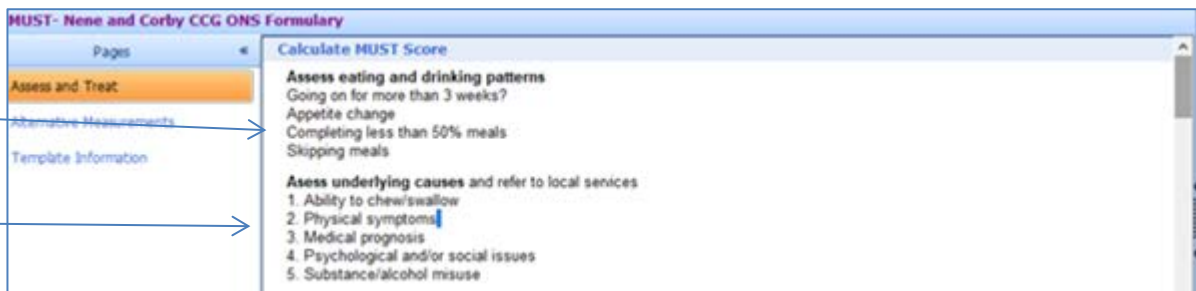 MUST- Nene and Corby CCG ONS Formulary
Pages «
Assess and Treat
Alternative Measurements
Template Information
Calculate MUST Score
Assess eating and drinking patterns
Going on for more than 3 weeks?
Appetite change
Completing less than 50% meals
Skipping meals
Asess underlying causes and refer to local services
1. Ability to chew/swallow
2. Physical symptoms
3. Medical prognosis
4. Psychological and/or social issues
5. Substance/alcohol misuse